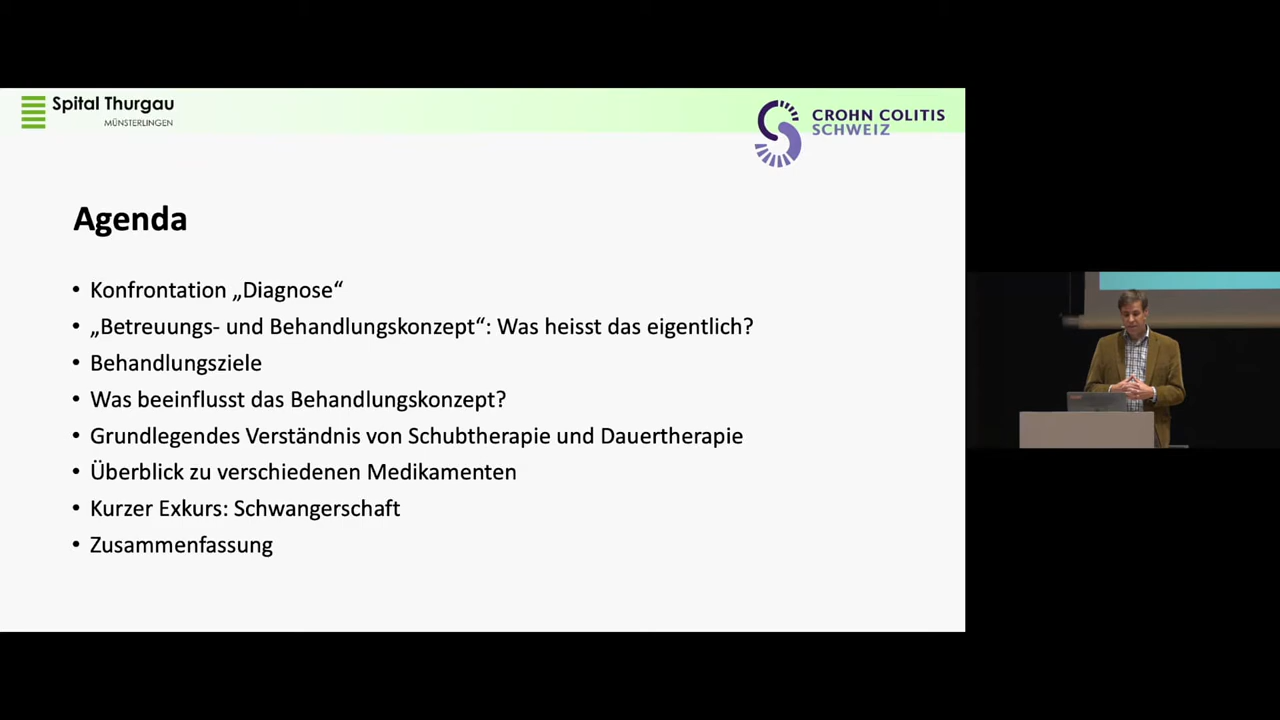 Spital Thurgau
MÜNSTERLINGEN
CROHN COLITIS
SCHWEIZ
Agenda
• Konfrontation „Diagnose“
• „Betreuungs- und Behandlungskonzept“: Was heisst das eigentlich?
• Behandlungsziele
• Was beeinflusst das Behandlungskonzept?
• Grundlegendes Verständnis von Schubtherapie und Dauertherapie
• Überblick zu verschiedenen Medikamenten
• Kurzer Exkurs: Schwangerschaft
• Zusammenfassung